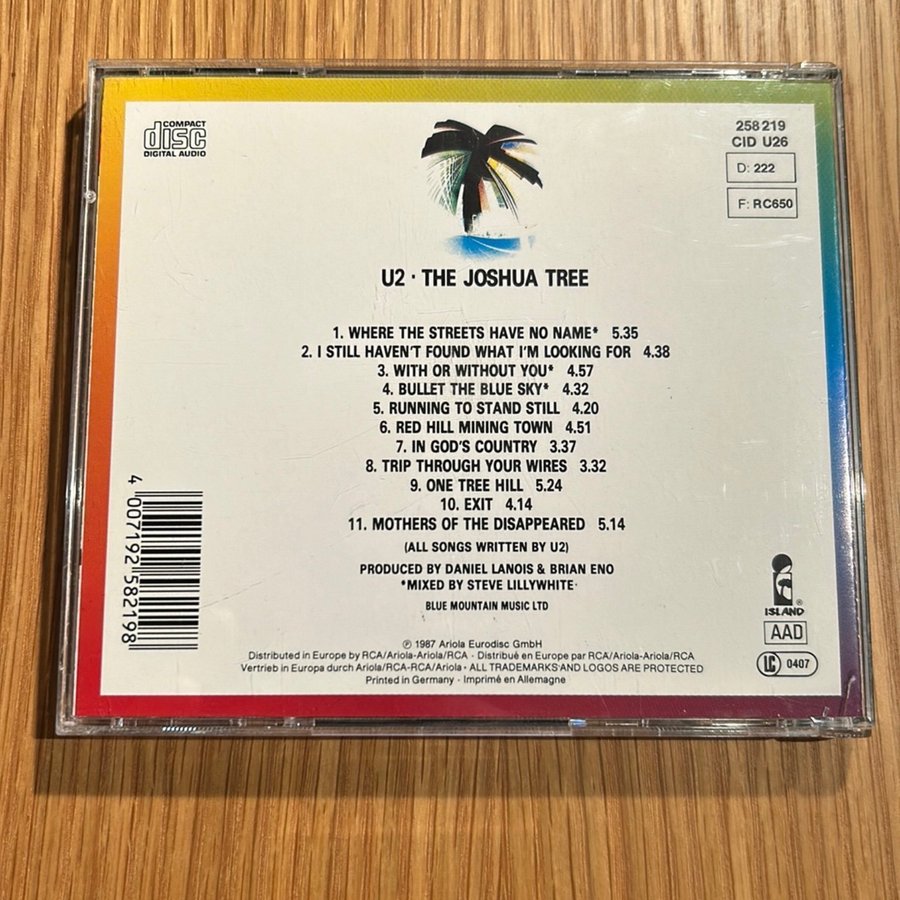 COMPACT
disc
DIGITAL AUDIO
258 219
CID U26
D: 222
F: RC650
U2 · THE JOSHUA TREE
1. WHERE THE STREETS HAVE NO NAME* 5.35
2. I STILL HAVEN'T FOUND WHAT I'M LOOKING FOR 4.38
3. WITH OR WITHOUT YOU* 4.57
4. BULLET THE BLUE SKY* 4.32
5. RUNNING TO STAND STILL 4.20
6. RED HILL MINING TOWN 4.51
7. IN GOD'S COUNTRY 3.37
8. TRIP THROUGH YOUR WIRES 3.32
9. ONE TREE HILL 5.24
10. EXIT 4.14
11. MOTHERS OF THE DISAPPEARED 5.14
(ALL SONGS WRITTEN BY U2)
PRODUCED BY DANIEL LANOIS & BRIAN ENO
*MIXED BY STEVE LILLYWHITE·
BLUE MOUNTAIN MUSIC LTD
4 007192 582198
ISLAND ®
AAD
LC 0407
℗ 1987 Ariola Eurodisc GmbH
Distributed in Europe by RCA/Ariola-Ariola/RCA · Distribué en Europe par RCA/Ariola-Ariola/RCA
Vertrieb in Europa durch Ariola/RCA-RCA/Ariola · ALL TRADEMARKS AND LOGOS ARE PROTECTED
Printed in Germany - Imprimé en Allemagne